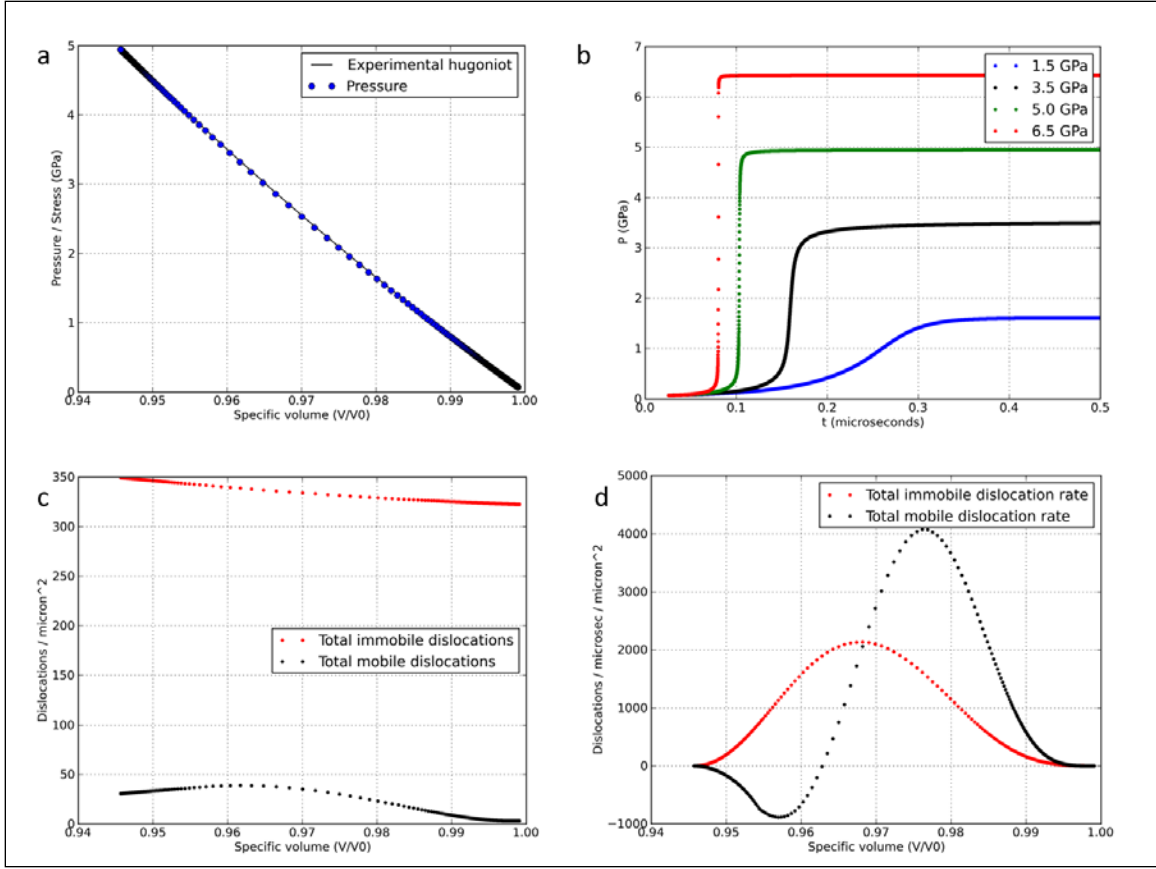 a
5
4
3
2
1
0
0.94
0.95
0.96
0.97
0.98
0.99
1.00
Pressure / Stress (GPa)
Specific volume (V/V0)
Experimental hugoniot
Pressure
b
7
6
5
4
3
2
1
0
0.0
0.1
0.2
0.3
0.4
0.5
P (GPa)
t (microseconds)
1.5 GPa
3.5 GPa
5.0 GPa
6.5 GPa
c
350
300
250
200
150
100
50
0
0.94
0.95
0.96
0.97
0.98
0.99
1.00
Dislocations / micron^2
Specific volume (V/V0)
Total immobile dislocations
Total mobile dislocations
d
5000
4000
3000
2000
1000
0
−1000
0.94
0.95
0.96
0.97
0.98
0.99
1.00
Dislocations / microsec / micron^2
Specific volume (V/V0)
Total immobile dislocation rate
Total mobile dislocation rate